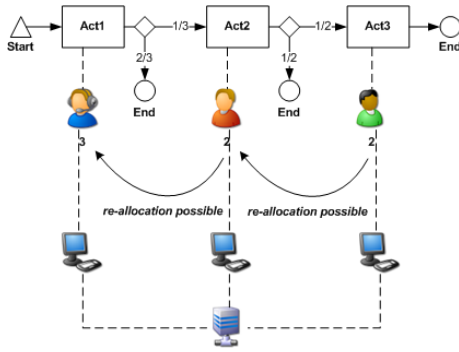 Act1
1/3
Act2
1/2
Act3
Start
2/3
1/2
End
End
End
3
2
2
re-allocation possible
re-allocation possible